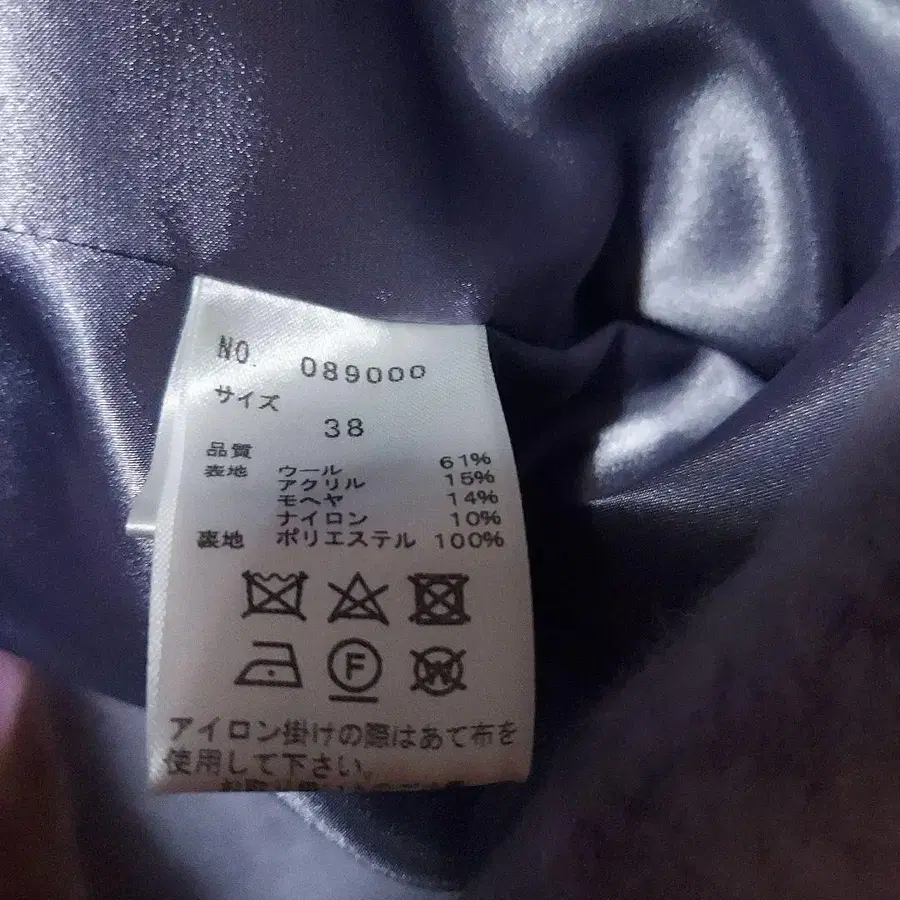 NO. 089000
サイズ
38
品質
表地 ウール 61%
アクリル 15%
モヘヤ 14%
ナイロン 10%
裏地 ポリエステル 100%
F
W
アイロン掛けの際はあて布を
使用して下さい。